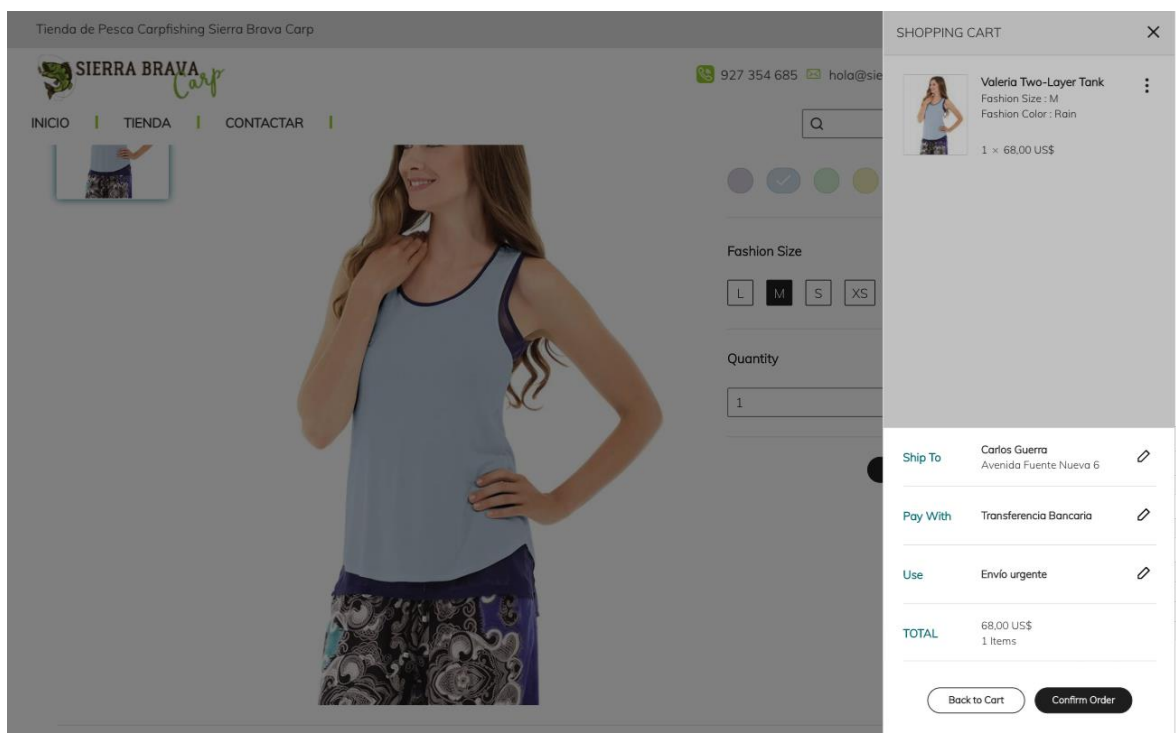 Tienda de Pesca Carpfishing Sierra Brava Carp
SIERRA BRAVA
Carp
927 354 685 hola@sie
INICIO | TIENDA | CONTACTAR |
Fashion Size
L M S XS
Quantity
1
SHOPPING CART
Valeria Two-Layer Tank
Fashion Size : M
Fashion Color : Rain
1 × 68,00 US$
Ship To
Carlos Guerra
Avenida Fuente Nueva 6
Pay With
Transferencia Bancaria
Use
Envío urgente
TOTAL
68,00 US$
1 Items
Back to Cart
Confirm Order